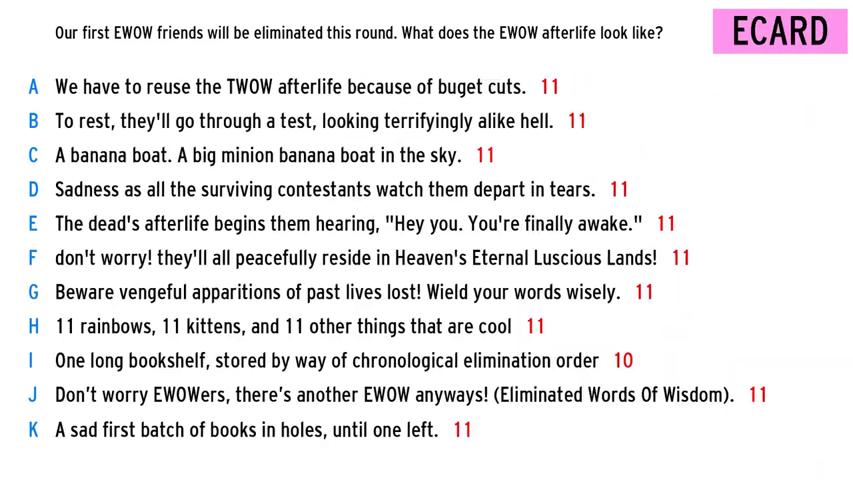 Our first EWOW friends will be eliminated this round. What does the EWOW afterlife look like?
ECARD
A We have to reuse the TWOW afterlife because of buget cuts. 11
B To rest, they'll go through a test, looking terrifyingly alike hell. 11
C A banana boat. A big minion banana boat in the sky. 11
D Sadness as all the surviving contestants watch them depart in tears. 11
E The dead's afterlife begins them hearing, "Hey you. You're finally awake." 11
F don't worry! they'll all peacefully reside in Heaven's Eternal Luscious Lands! 11
G Beware vengeful apparitions of past lives lost! Wield your words wisely. 11
H 11 rainbows, 11 kittens, and 11 other things that are cool 11
I One long bookshelf, stored by way of chronological elimination order 10
J Don’t worry EWOWers, there’s another EWOW anyways! (Eliminated Words Of Wisdom). 11
K A sad first batch of books in holes, until one left. 11